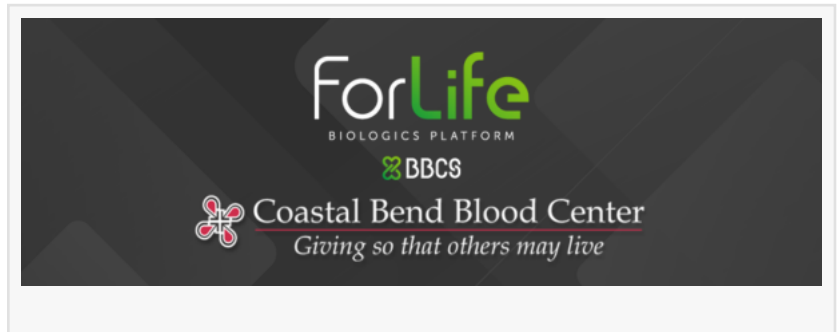 ForLife
BIOLOGICS PLATFORM
BBCS
Coastal Bend Blood Center
Giving so that others may live